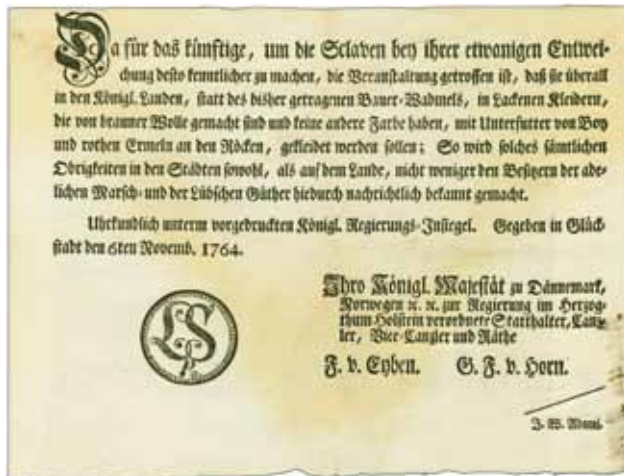 Da für das künftige, um die Sclaven bey ihrer etwanigen Entwei-
chung desto kenntlicher zu machen, die Veranstaltung getroffen ist, daß sie überall
in den Königl. Landen, statt des bisher getragenen Bauer-Wadmels, in Lackenen Kleidern,
die von brauner Wolle gemacht sind und keine andere Farbe haben, mit Unterfutter von Boy
und rothen Ermeln an den Röcken, gekleidet werden sollen; So wird solches sämtlichen
Obrigkeiten in den Städten sowohl, als auf dem Lande, nicht weniger den Besitzern der ade-
lichen Marsch- und der Lübschen Güther hiedurch nachrichtlich bekannt gemacht.
Uhrkundlich unterm vorgedruckten Königl. Regierungs-Insiegel. Gegeben in Glück-
stadt den 6ten Novemb. 1764.
LS
Ihro Königl. Majestät zu Dännemark,
Norwegen ꝛc. ꝛc. zur Regierung im Herzog-
thum Holstein verordnete Statthalter, Canz-
ler, Vice-Canzler und Räthe
F. v. Eyben. G. F. v. Horn.
J. W. Adami.